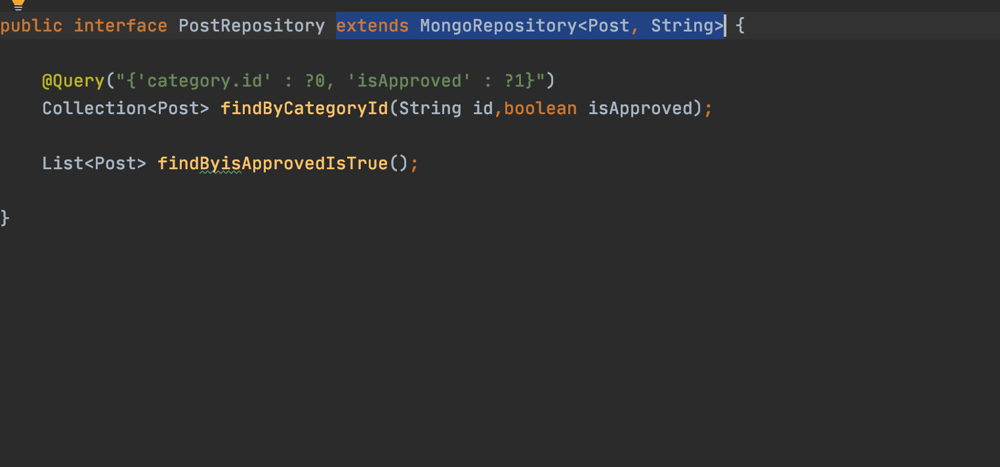 public interface PostRepository extends MongoRepository<Post, String> {
@Query("{'category.id' : ?0, 'isApproved' : ?1}")
Collection<Post> findByCategoryId(String id,boolean isApproved);
List<Post> findByisApprovedIsTrue();
}